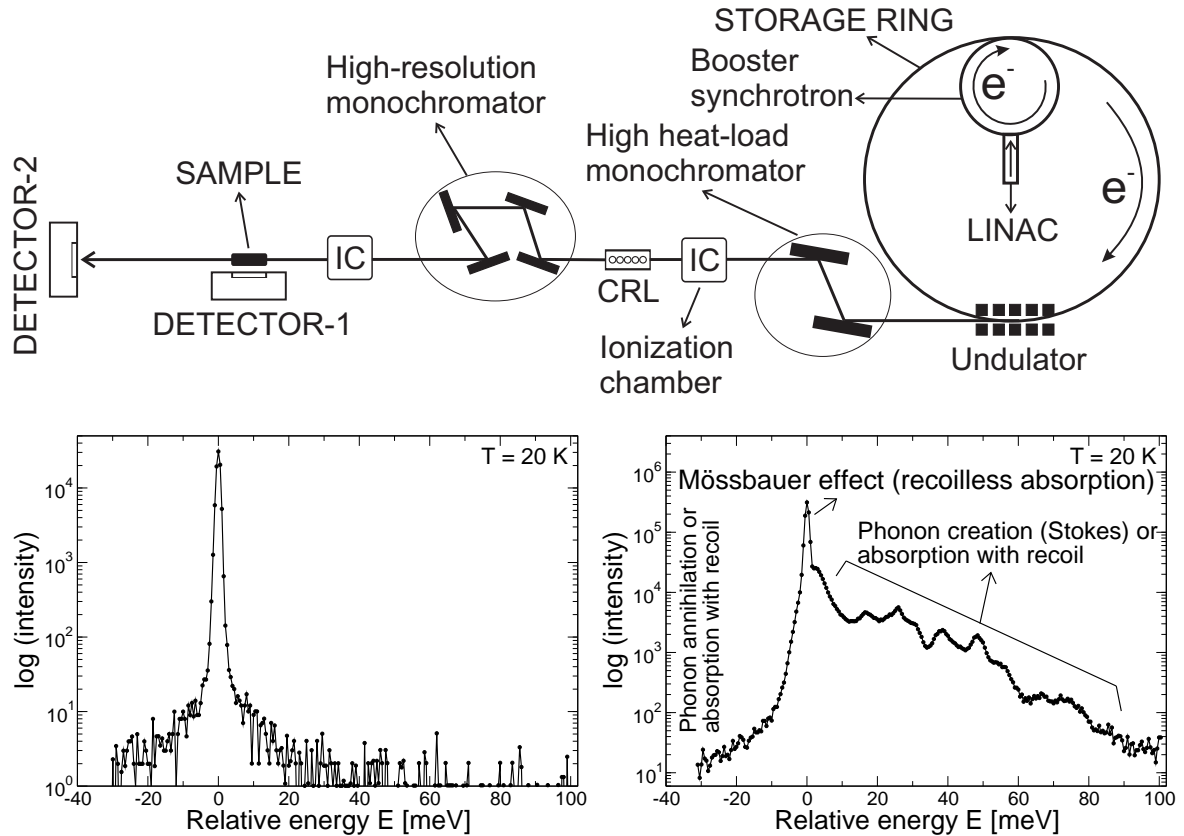 STORAGE RING
Booster
synchrotron
e-
High-resolution
monochromator
High heat-load
monochromator
e-
SAMPLE
LINAC
DETECTOR-2
IC
IC
CRL
DETECTOR-1
Ionization
chamber
Undulator
T = 20 K
log (intensity)
10^4
10^3
10^2
10^1
10^0
-40 -20 0 20 40 60 80 100
Relative energy E [meV]
T = 20 K
Mössbauer effect (recoilless absorption)
Phonon creation (Stokes) or
absorption with recoil
Phonon annihilation or
absorption with recoil
log (intensity)
10^6
10^5
10^4
10^3
10^2
10^1
-40 -20 0 20 40 60 80 100
Relative energy E [meV]